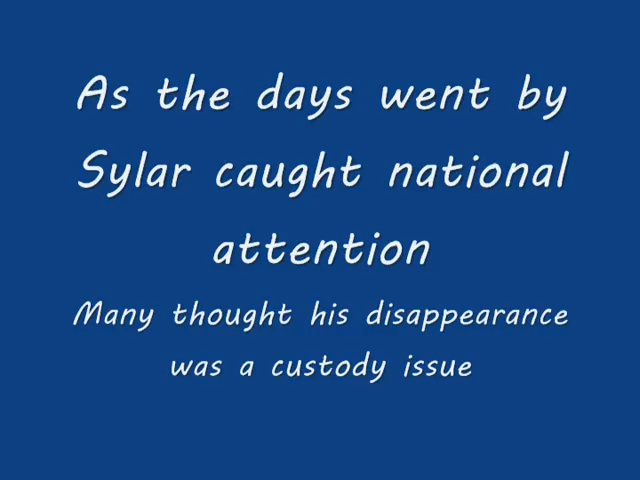 As the days went by
Sylar caught national
attention
Many thought his disappearance
was a custody issue